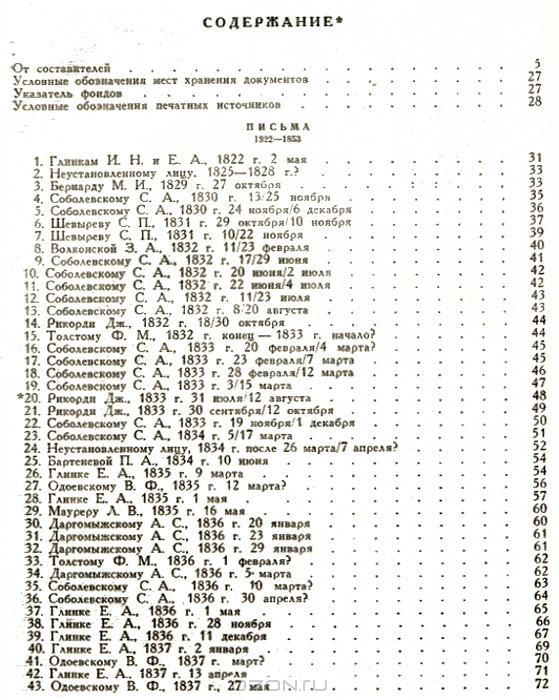 СОДЕРЖАНИЕ*
От составителей . . . . . . . . . . 5
Условные обозначения мест хранения документов . . . . . . 27
Указатель фондов . . . . . . . . . . 27
Условные обозначения печатных источников . . . . . . . 28
ПИСЬМА
1822—1853
1. Глинкам И. Н. и Е. А., 1822 г. 2 мая . . . . . . 31
2. Неустановленному лицу. 1825—1828 г.? . . . . . . 33
3. Бернарду М. И., 1829 г. 27 октября . . . . . . 33
4. Соболевскому С. А., 1830 г. 13/25 ноября . . . . . . 35
5. Соболевскому С. А., 1830 г. 24 ноября/6 декабря . . . . . . 36
6. Шевыреву С. П., 1831 г. 29 октября/10 ноября . . . . . . 37
7. Шевыреву С. П., 1831 г. 10/22 ноября . . . . . . 39
8. Волконской З. А., 1832 г. 11/23 февраля . . . . . . 40
9. Соболевскому С. А., 1832 г. 17/29 июня . . . . . . 41
10. Соболевскому С. А., 1832 г. 20 июня/2 июля . . . . . . 42
11. Соболевскому С. А., 1832 г. 22 июня/4 июля . . . . . . 42
12. Соболевскому С. А., 1832 г. 11/23 июля . . . . . . 42
13. Соболевскому С. А., 1832 г. 8/20 августа . . . . . . 43
14. Рикорди Дж., 1832 г. 18/30 октября . . . . . . 44
15. Толстому Ф. М., 1832 г. конец — 1833 г. начало? . . . . . . 44
16. Соболевскому С. А., 1833 г. 20 февраля/4 марта? . . . . . . 45
17. Соболевскому С. А., 1833 г. 23 февраля/7 марта . . . . . . 45
18. Соболевскому С. А., 1833 г. 28 февраля/12 марта . . . . . . 46
19. Соболевскому С. А., 1833 г. 3/15 марта . . . . . . 47
*20. Рикорди Дж., 1833 г. 31 июля/12 августа . . . . . . 48
21. Рикорди Дж., 1833 г. 30 сентября/12 октября . . . . . . 49
22. Соболевскому С. А., 1833 г. 19 ноября/1 декабря . . . . . . 50
23. Соболевскому С. А., 1834 г. 5/17 марта . . . . . . 51
24. Неустановленному лицу, 1834 г. после 26 марта/7 апреля? . . . . . . 52
25. Бартеневой П. А., 1834 г. 10 июня . . . . . . 54
26. Глинке Е. А., 1835 г. 9 марта . . . . . . 54
27. Одоевскому В. Ф., 1835 г. 12 марта? . . . . . . 56
28. Глинке Е. А., 1835 г. 1 мая . . . . . . 57
29. Мауреру Л. В., 1835 г. 16 мая . . . . . . 60
30. Даргомыжскому А. С., 1836 г. 20 января . . . . . . 60
31. Даргомыжскому А. С., 1836 г. 23 января . . . . . . 61
32. Даргомыжскому А. С., 1836 г. 29 января . . . . . . 61
33. Толстому Ф. М., 1836 г. 1 февраля? . . . . . . 62
34. Даргомыжскому А. С., 1836 г. 5 марта . . . . . . 62
35. Соболевскому С. А., 1836 г. 10 марта? . . . . . . 63
36. Соболевскому С. А., 1836 г. 30 апреля? . . . . . . 64
37. Глинке Е. А., 1836 г. 1 мая . . . . . . 65
38. Глинке Е. А., 1836 г. 28 ноября . . . . . . 66
39. Глинке Е. А., 1836 г. 11 декабря . . . . . . 67
40. Глинке Е. А., 1837 г. 2 января . . . . . . 69
41. Одоевскому В. Ф., 1837 г. март? . . . . . . 70
42. Глинке Е. А., 1837 г. 13 апреля . . . . . . 71
43. Одоевскому В. Ф., 1837 г., 27 мая . . . . . . 72